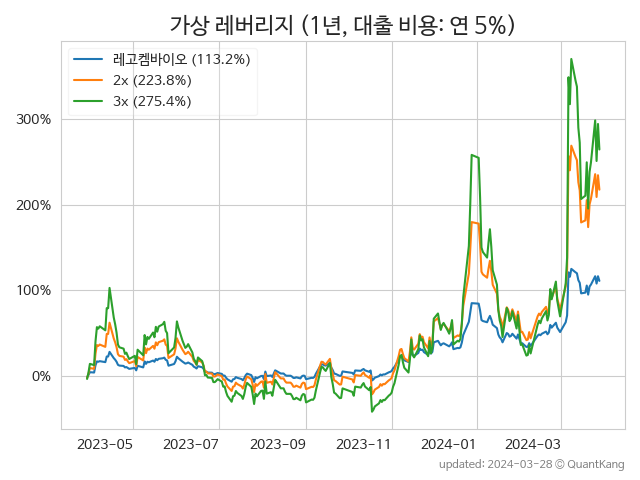 가상 레버리지 (1년, 대출 비용: 연 5%)
레고켐바이오 (113.2%)
2x (223.8%)
3x (275.4%)
300%
200%
100%
0%
2023-05 2023-07 2023-09 2023-11 2024-01 2024-03
updated: 2024-03-28 © QuantKang